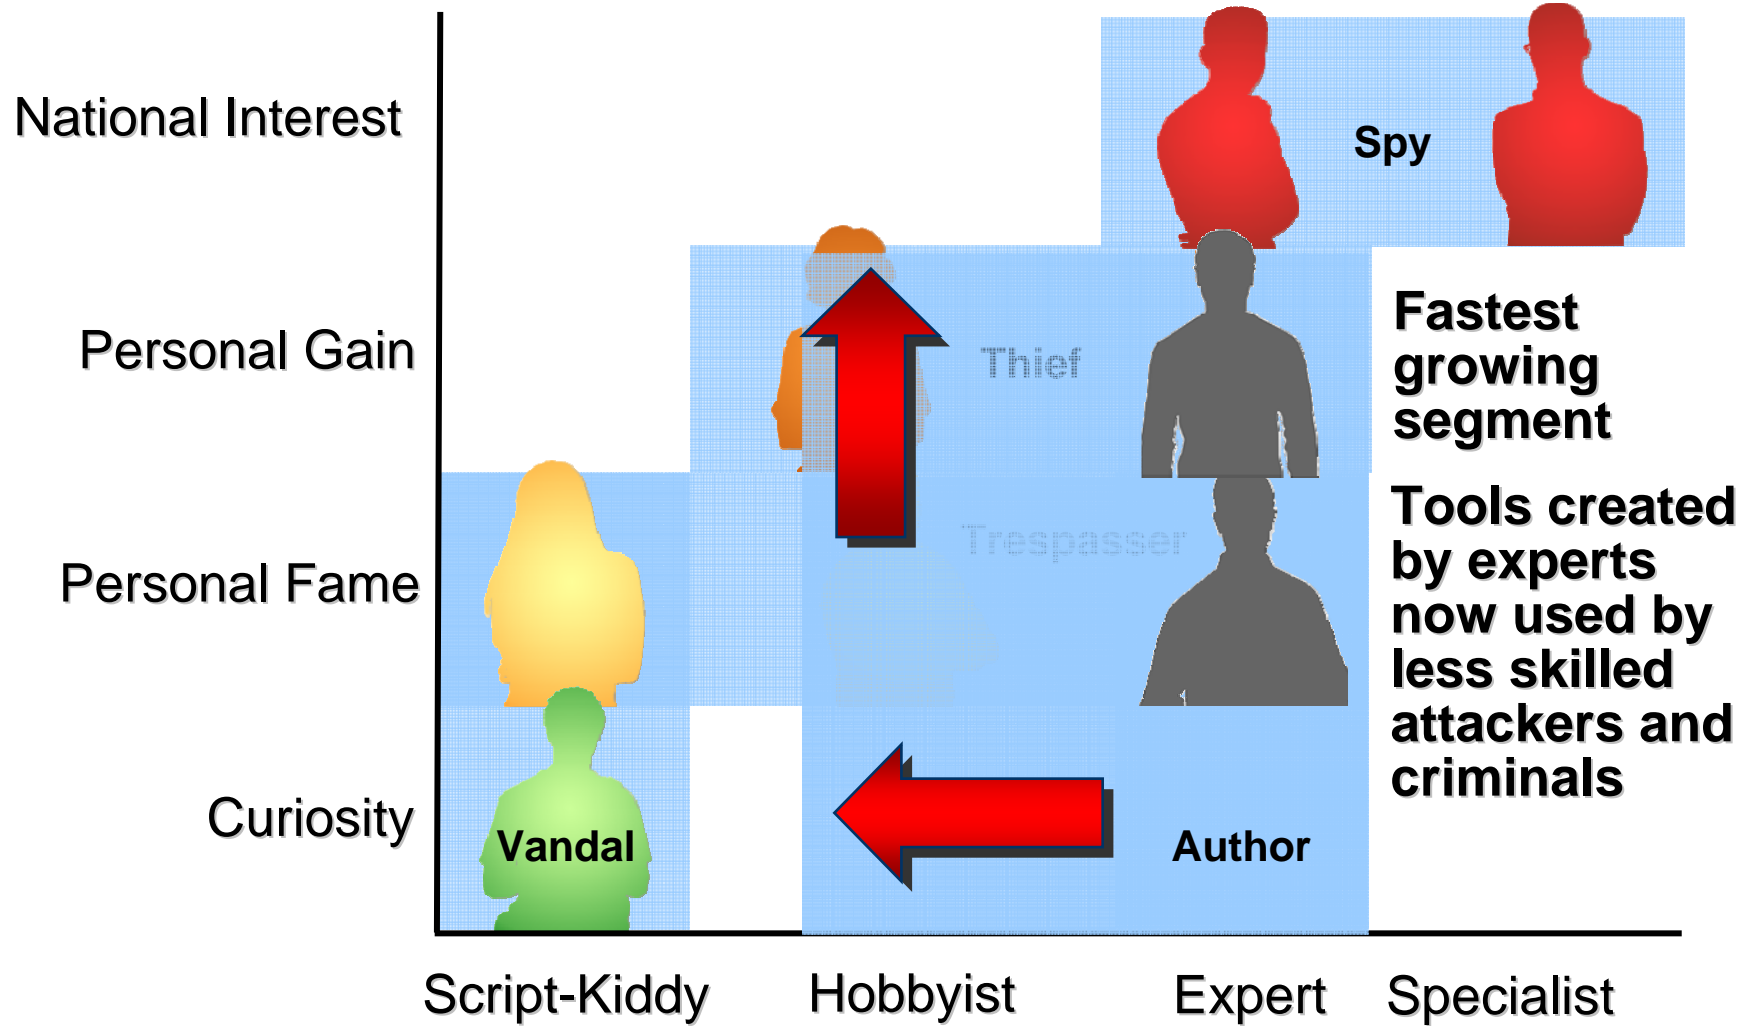 National Interest
Spy
Personal Gain
Thief
Fastest
growing
segment
Personal Fame
Trespasser
Tools created
by experts
now used by
less skilled
attackers and
criminals
Curiosity
Vandal
Author
Script-Kiddy
Hobbyist
Expert
Specialist